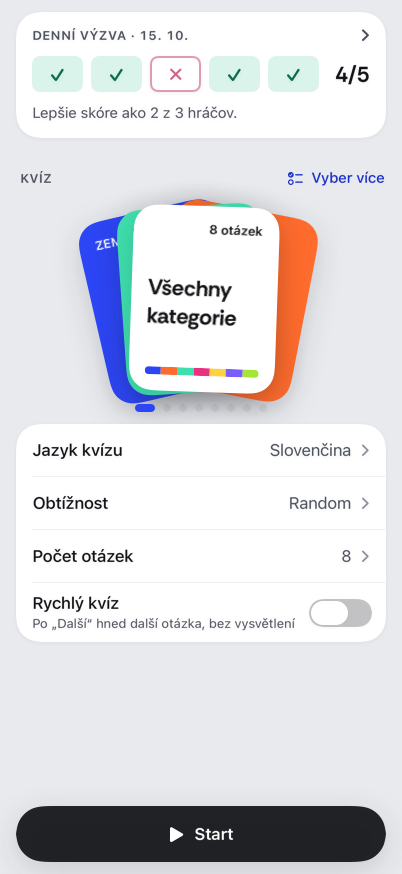 DENNÍ VÝZVA · 15. 10.
4/5
Lepšie skóre ako 2 z 3 hráčov.
KVÍZ
Vyber více
8 otázek
Všechny
kategorie
Jazyk kvízu
Slovenčina
Obtížnost
Random
Počet otázek
8
Rychlý kvíz
Po „Další“ hned další otázka, bez vysvětlení
Start